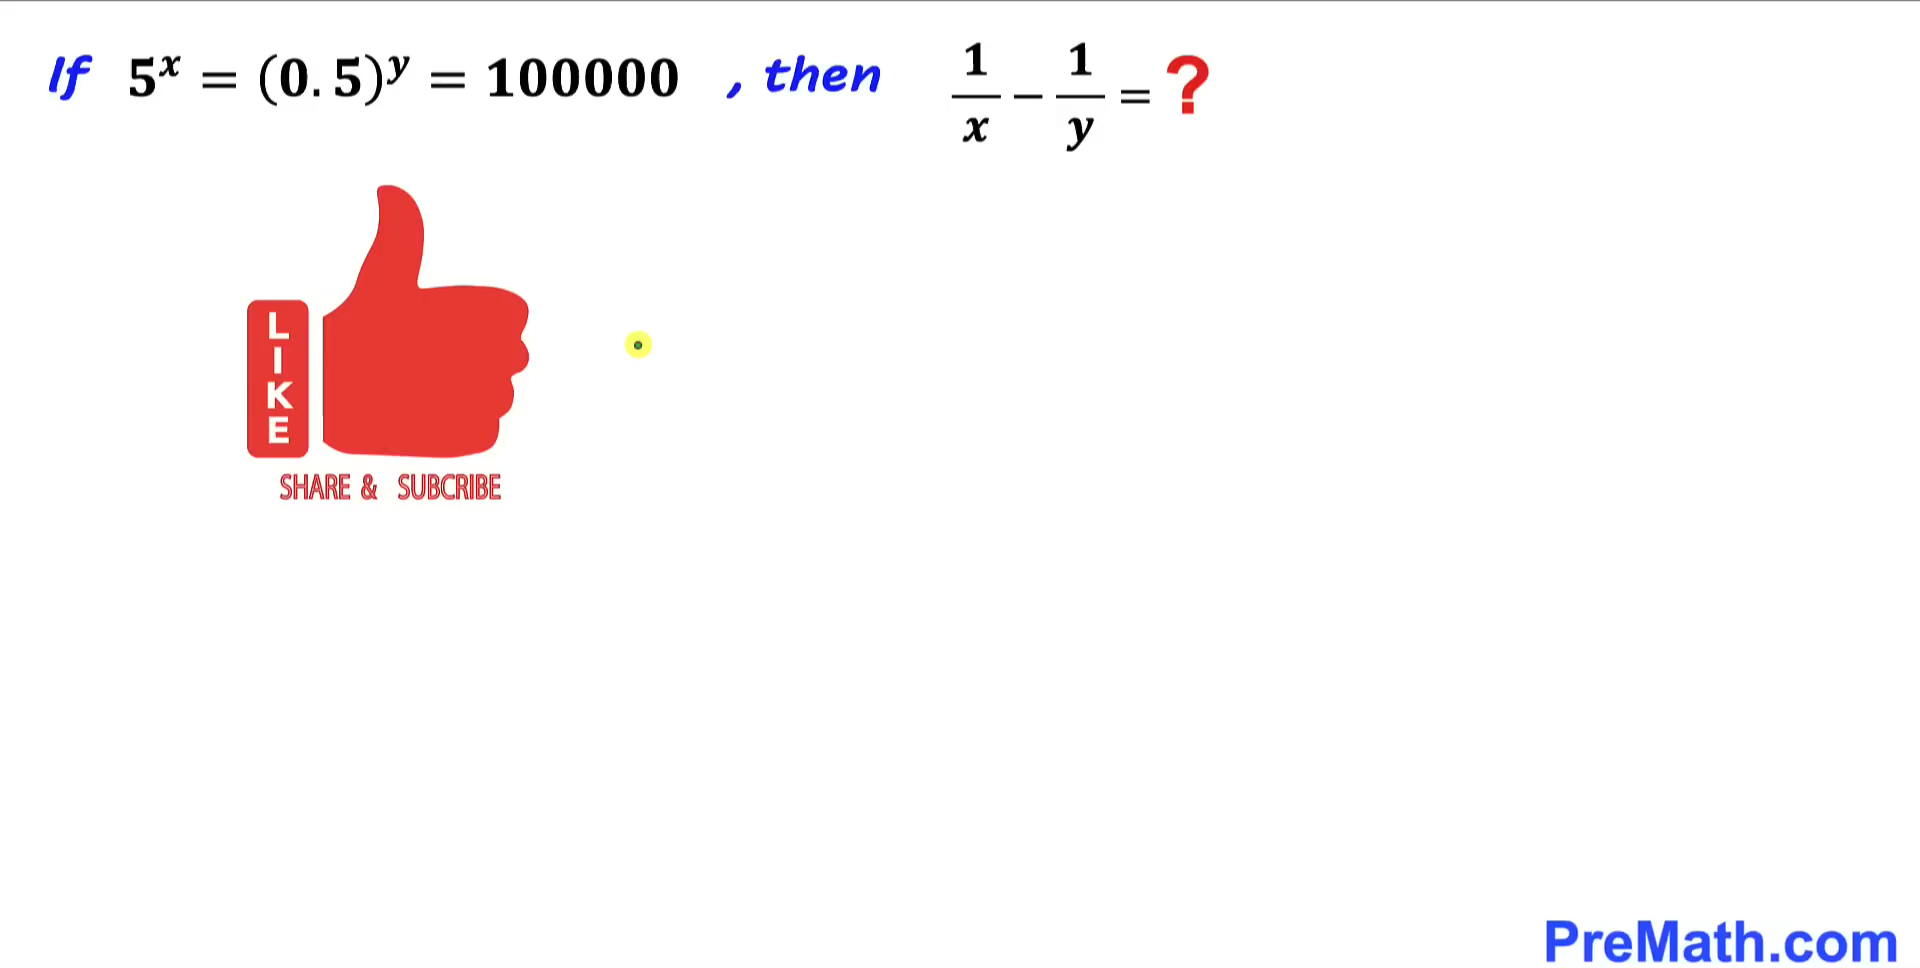 If 5^x = (0.5)^y = 100000 , then 1/x − 1/y = ?
LIKE
SHARE & SUBCRIBE
PreMath.com